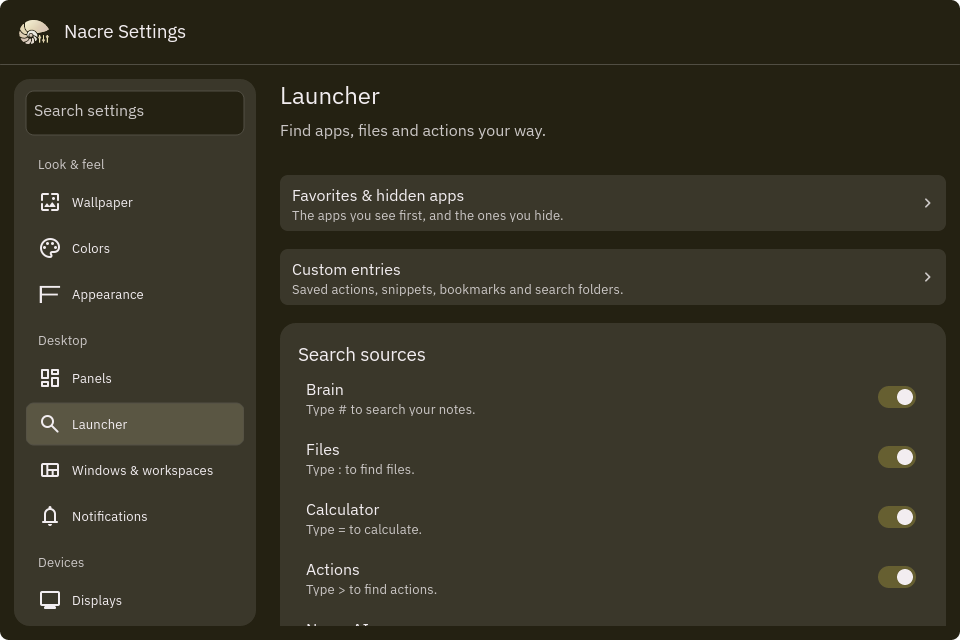 Nacre Settings
Search settings
Look & feel
Wallpaper
Colors
Appearance
Desktop
Panels
Launcher
Windows & workspaces
Notifications
Devices
Displays
Launcher
Find apps, files and actions your way.
Favorites & hidden apps
The apps you see first, and the ones you hide.
Custom entries
Saved actions, snippets, bookmarks and search folders.
Search sources
Brain
Type # to search your notes.
Files
Type : to find files.
Calculator
Type = to calculate.
Actions
Type > to find actions.